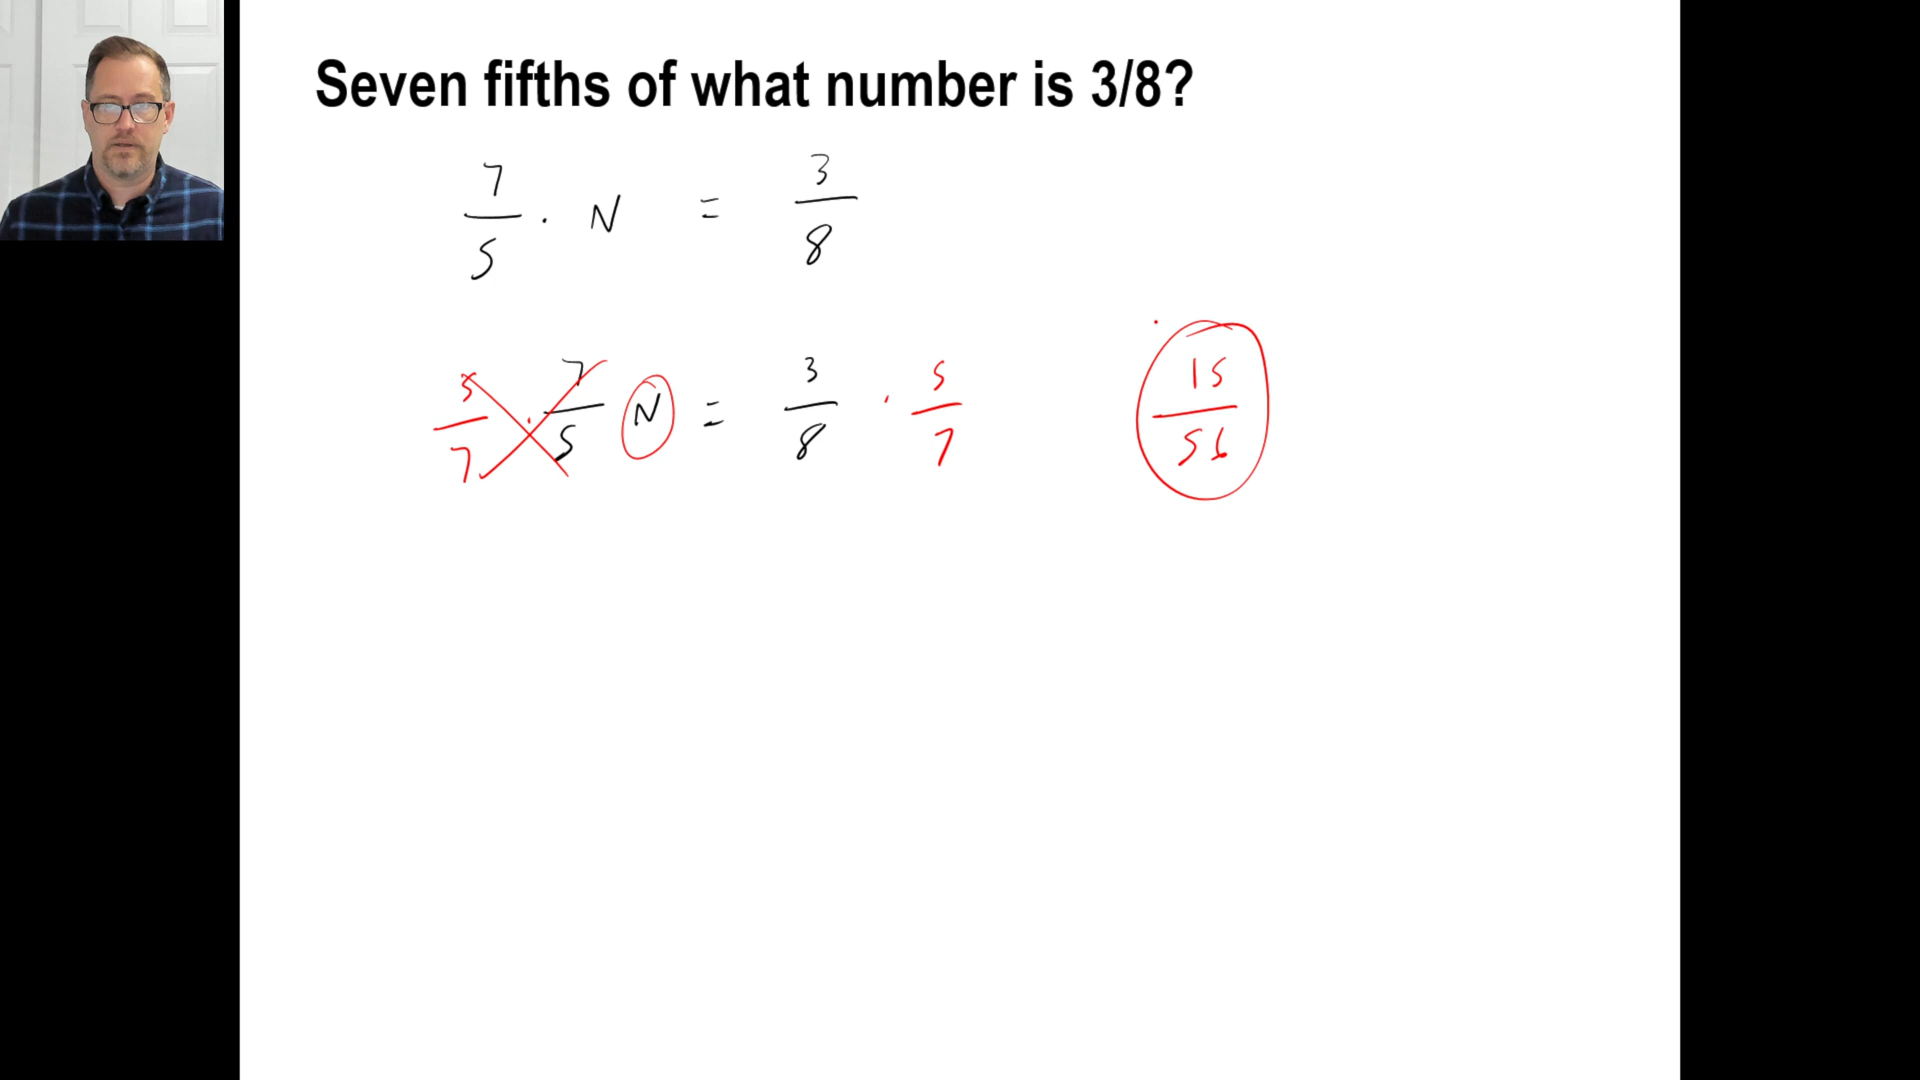 Seven fifths of what number is 3/8?
7/5 · N = 3/8
5/7 · 7/5 N = 3/8 · 5/7
15/56